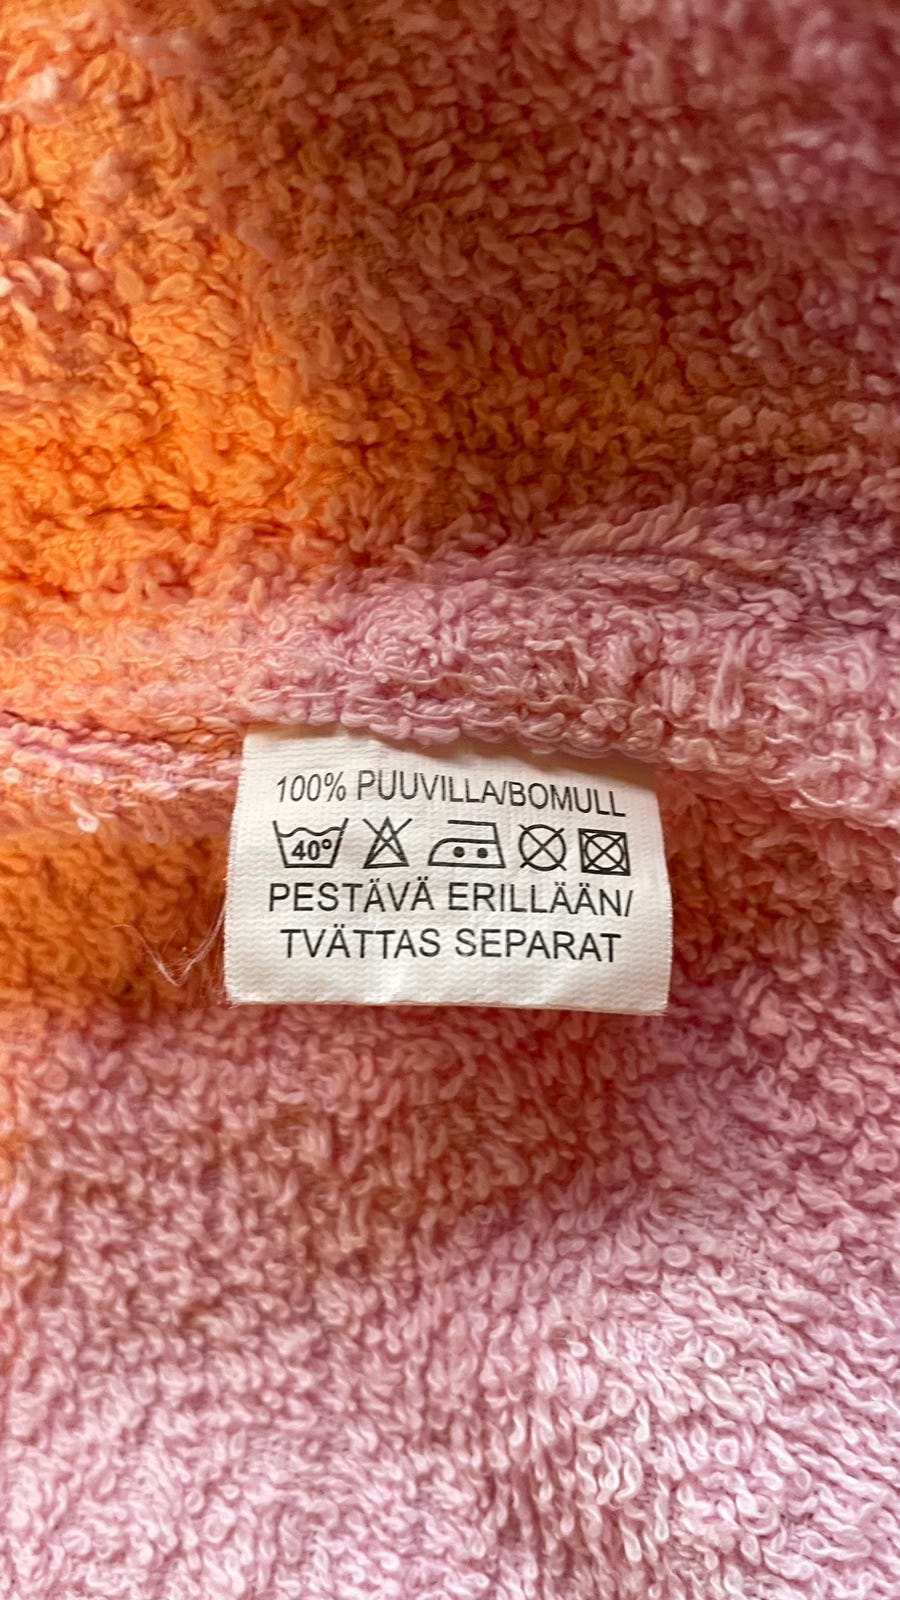 100% PUUVILLA/BOMULL
40°
PESTÄVÄ ERILLÄÄN/
TVÄTTAS SEPARAT